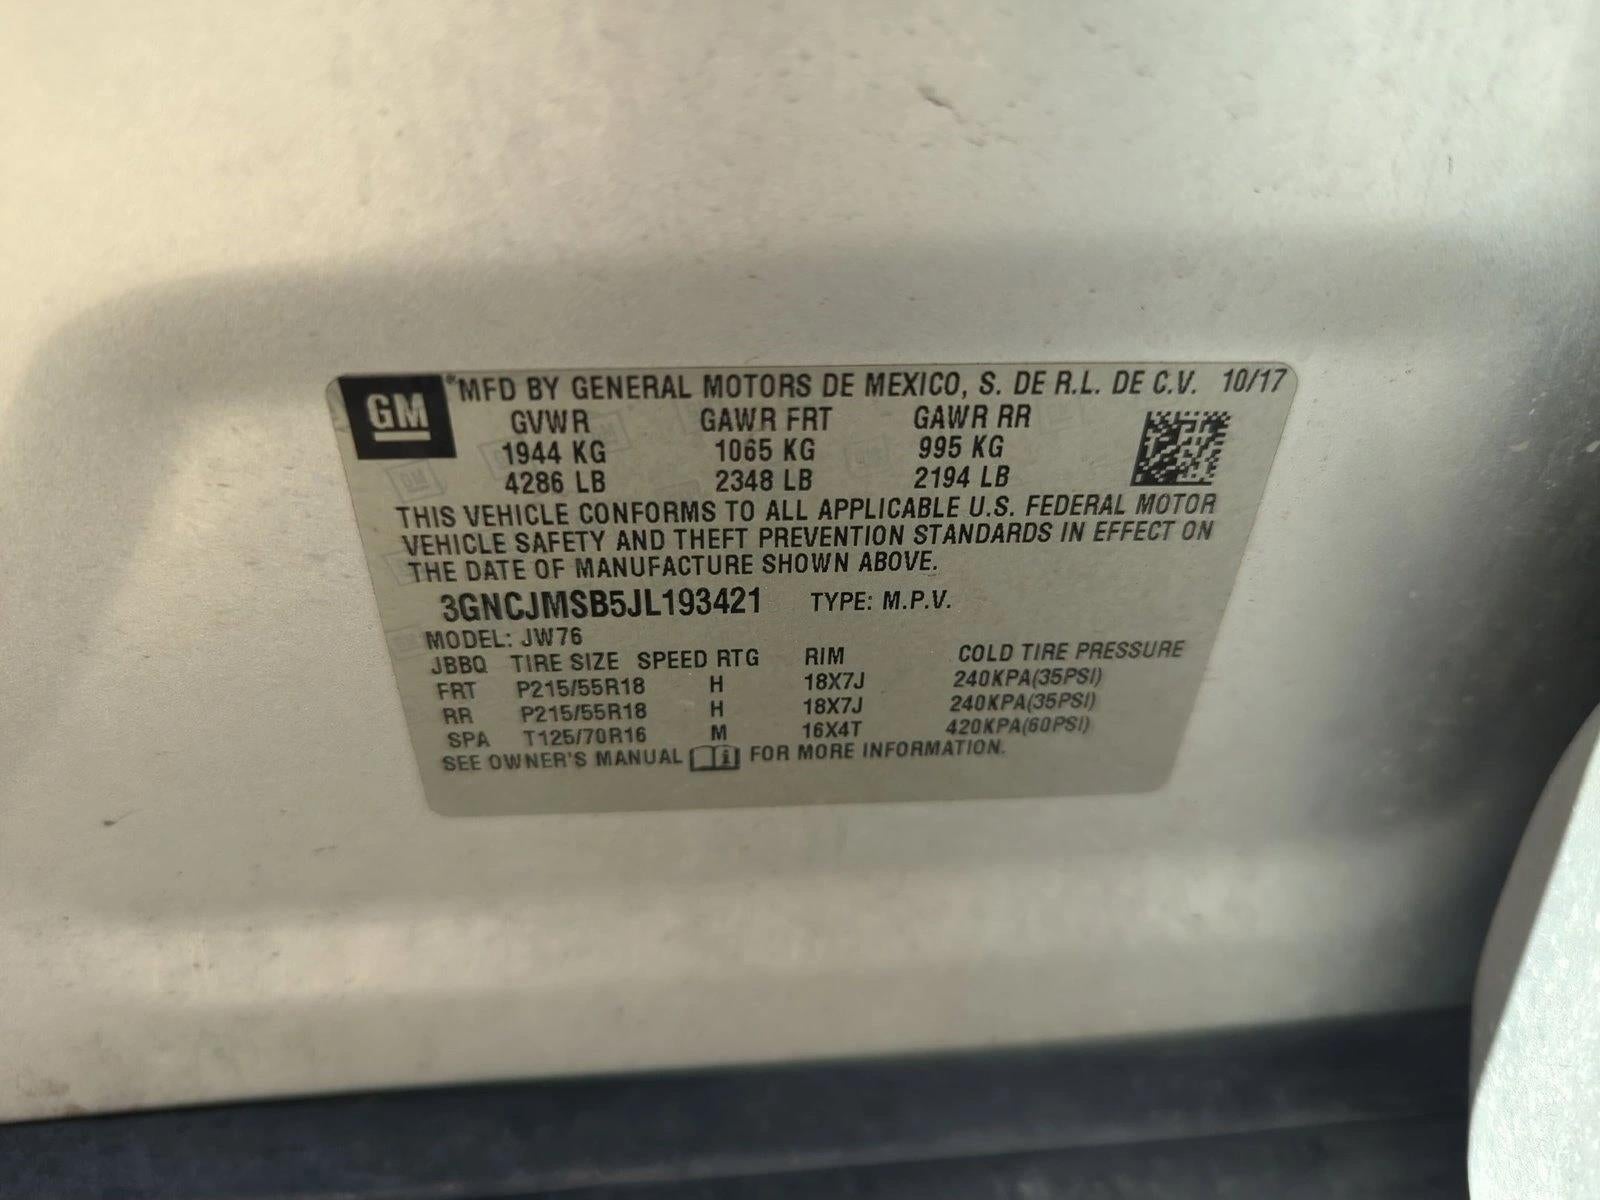 GM *MFD BY GENERAL MOTORS DE MEXICO, S. DE R.L. DE C.V. 10/17
GVWR GAWR FRT GAWR RR
1944 KG 1065 KG 995 KG
4286 LB 2348 LB 2194 LB
THIS VEHICLE CONFORMS TO ALL APPLICABLE U.S. FEDERAL MOTOR
VEHICLE SAFETY AND THEFT PREVENTION STANDARDS IN EFFECT ON
THE DATE OF MANUFACTURE SHOWN ABOVE.
3GNCJMSB5JL193421 TYPE: M.P.V.
MODEL: JW76
JBBQ TIRE SIZE SPEED RTG RIM COLD TIRE PRESSURE
FRT P215/55R18 H 18X7J 240KPA(35PSI)
RR P215/55R18 H 18X7J 240KPA(35PSI)
SPA T125/70R16 M 16X4T 420KPA(60PSI)
SEE OWNER'S MANUAL FOR MORE INFORMATION.